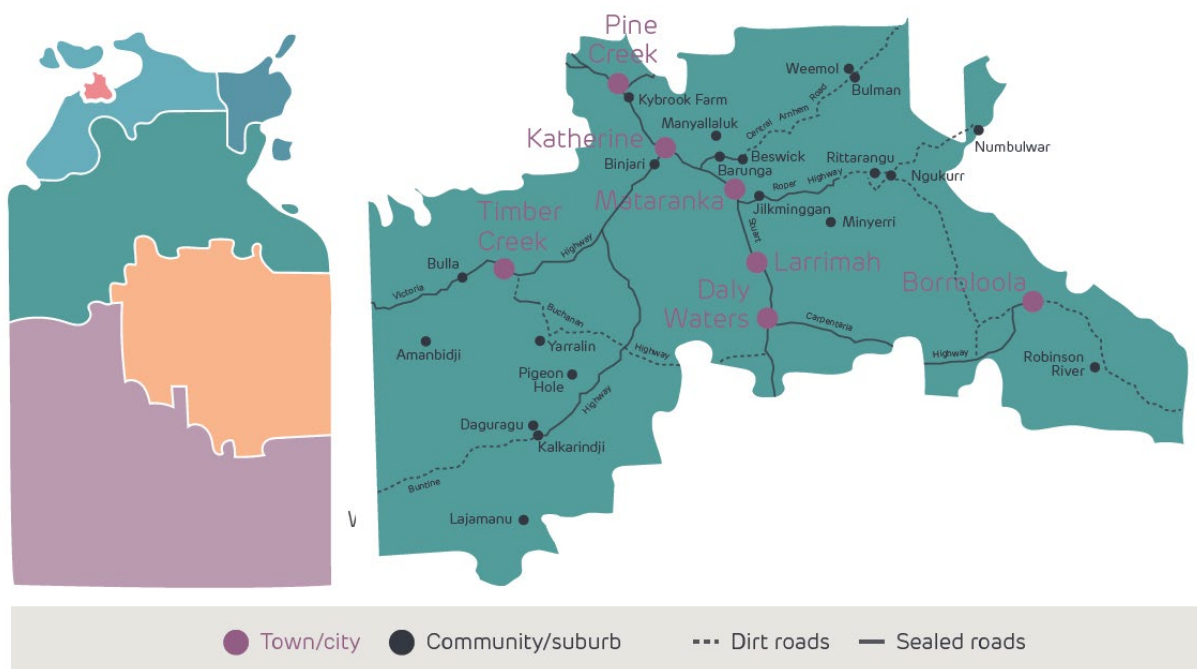 Pine
Creek
Weemol
Bulman
Kybrook Farm
Manyallaluk
Central Arnhem Road
Numbulwar
Katherine
Binjari
Beswick
Barunga
Rittarangu
Ngukurr
Roper Highway
Mataranka
Jilkminggan
Minyerri
Timber
Creek
Highway
Stuart
Larrimah
Bulla
Victoria
Daly
Waters
Borroloola
Buchanan
Carpentaria
Amanbidji
Yarralin
Highway
Highway
Robinson
River
Pigeon
Hole
Highway
Daguragu
Kalkarindji
Buntine
Lajamanu
Town/city
Community/suburb
Dirt roads
Sealed roads